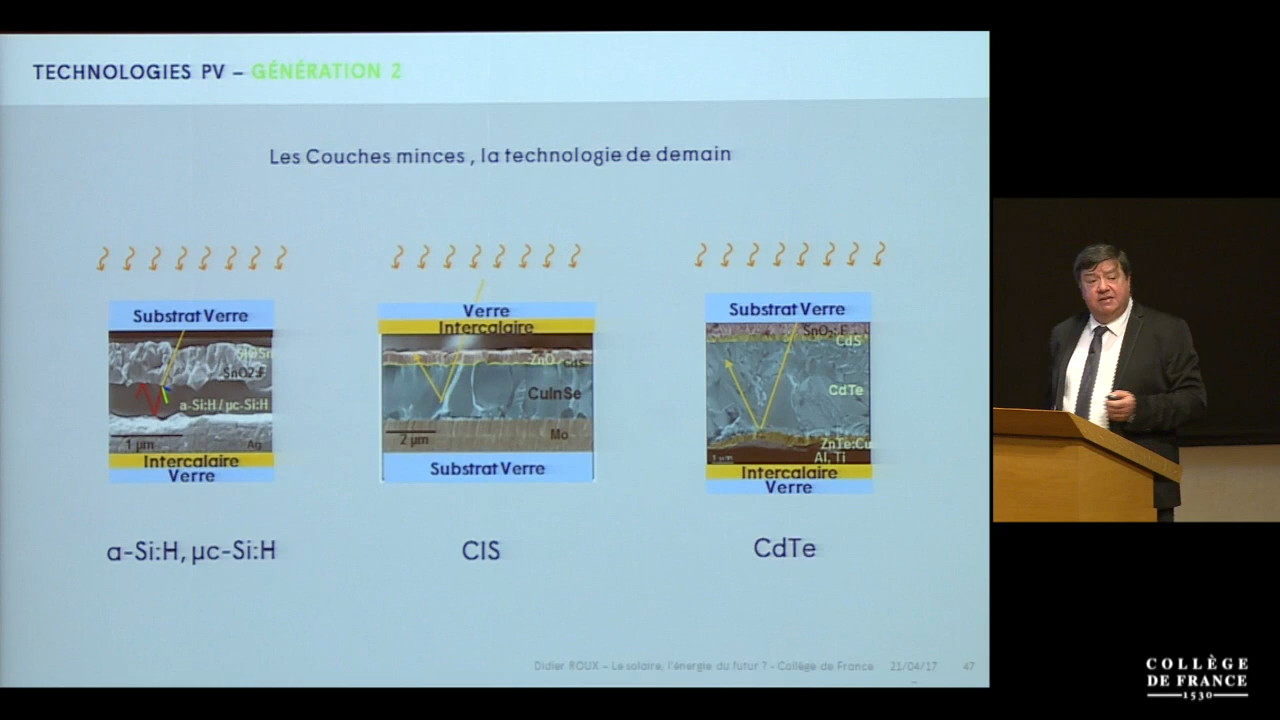 TECHNOLOGIES PV – GÉNÉRATION 2
Les Couches minces , la technologie de demain
Substrat Verre
SnO2:F
a-Si:H / µc-Si:H
1 µm
Ag
Intercalaire
Verre
a-Si:H, µc-Si:H
Verre
Intercalaire
ZnO
CdS
CuInSe
2 µm
Mo
Substrat Verre
CIS
Substrat Verre
SnO₂:F
CdS
CdTe
ZnTe:Cu
Al, Ti
1 µm
Intercalaire
Verre
CdTe
Didier ROUX – Le solaire, l'énergie du futur ? - Collège de France 21/04/17 47
COLLÈGE
DE FRANCE
1530